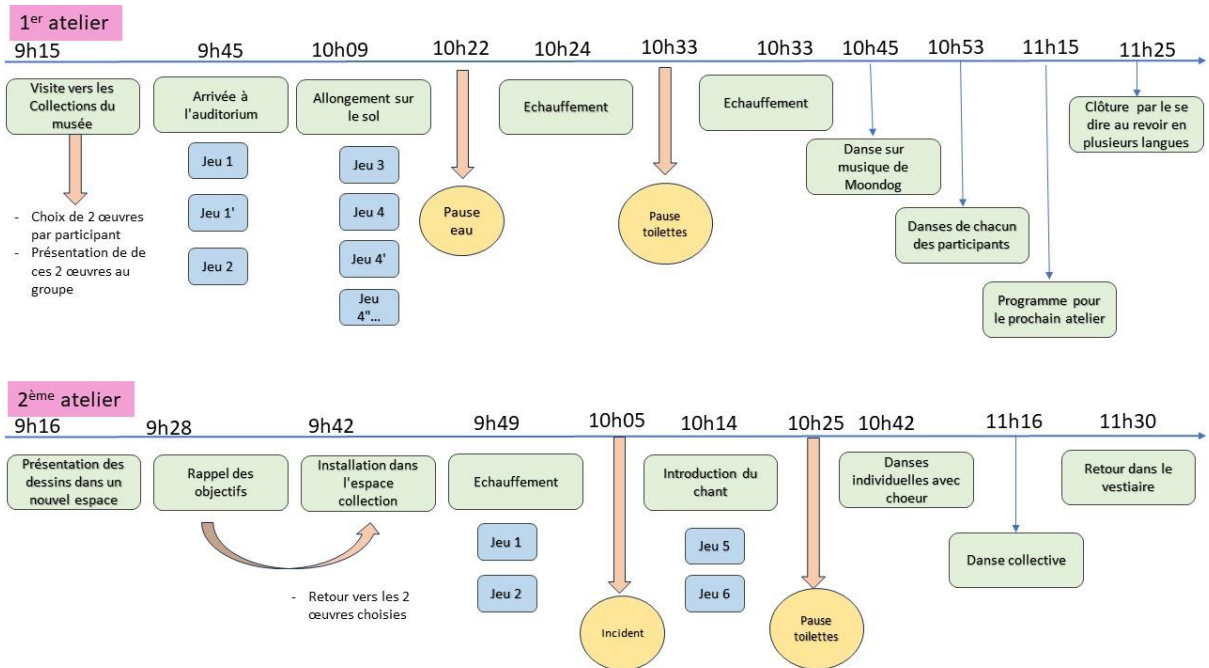 1er atelier
9h15
9h45
10h09
10h22
10h24
10h33
10h33
10h45
10h53
11h15
11h25
Visite vers les
Collections du
musée
- Choix de 2 œuvres
par participant
- Présentation de de
ces 2 œuvres au
groupe
Arrivée à
l'auditorium
Jeu 1
Jeu 1'
Jeu 2
Allongement sur
le sol
Jeu 3
Jeu 4
Jeu 4'
Jeu
4"...
Pause
eau
Echauffement
Pause
toilettes
Echauffement
Danse sur
musique de
Moondog
Danses de chacun
des participants
Programme pour
le prochain atelier
Clôture par le se
dire au revoir en
plusieurs langues
2ème atelier
9h16
9h28
9h42
9h49
10h05
10h14
10h25
10h42
11h16
11h30
Présentation des
dessins dans un
nouvel espace
Rappel des
objectifs
Installation dans
l'espace
collection
- Retour vers les 2
œuvres choisies
Echauffement
Jeu 1
Jeu 2
Incident
Introduction du
chant
Jeu 5
Jeu 6
Pause
toilettes
Danses
individuelles avec
choeur
Danse collective
Retour dans le
vestiaire